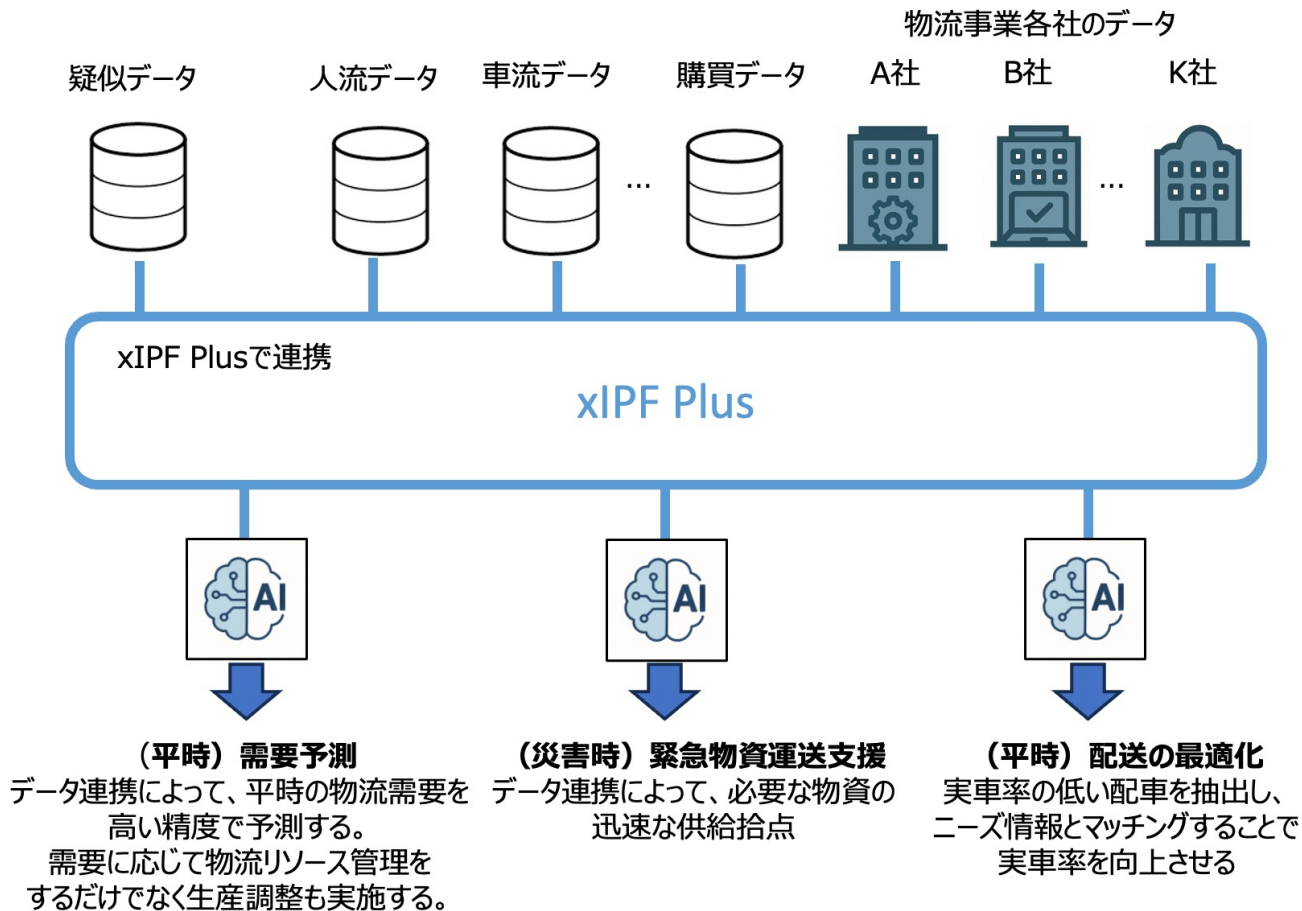 物流事業各社のデータ
疑似データ
人流データ
車流データ
購買データ
A社
B社
K社
…
…
xIPF Plusで連携
xIPF Plus
AI
AI
AI
（平時）需要予測
データ連携によって、平時の物流需要を
高い精度で予測する。
需要に応じて物流リソース管理を
するだけでなく生産調整も実施する。
（災害時）緊急物資運送支援
データ連携によって、必要な物資の
迅速な供給拾点
（平時）配送の最適化
実車率の低い配車を抽出し、
ニーズ情報とマッチングすることで
実車率を向上させる